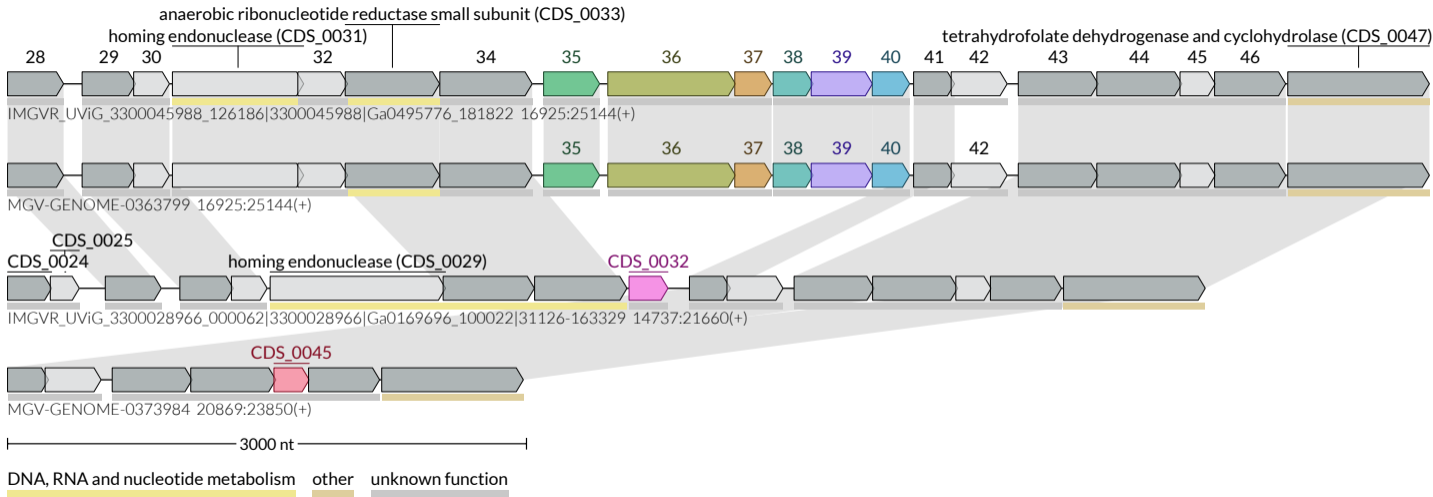 anaerobic ribonucleotide reductase small subunit (CDS_0033)
homing endonuclease (CDS_0031) tetrahydrofolate dehydrogenase and cyclohydrolase (CDS_0047)
28 29 30 32 34 35 36 37 38 39 40 41 42 43 44 45 46
IMGVR_UViG_3300045988_126186|3300045988|Ga0495776_181822 16925:25144(+)
35 36 37 38 39 40 42
MGV-GENOME-0363799 16925:25144(+)
CDS_0025
CDS_0024 homing endonuclease (CDS_0029) CDS_0032
IMGVR_UViG_3300028966_000062|3300028966|Ga0169696_100022|31126-163329 14737:21660(+)
CDS_0045
MGV-GENOME-0373984 20869:23850(+)
3000 nt
DNA, RNA and nucleotide metabolism other unknown function